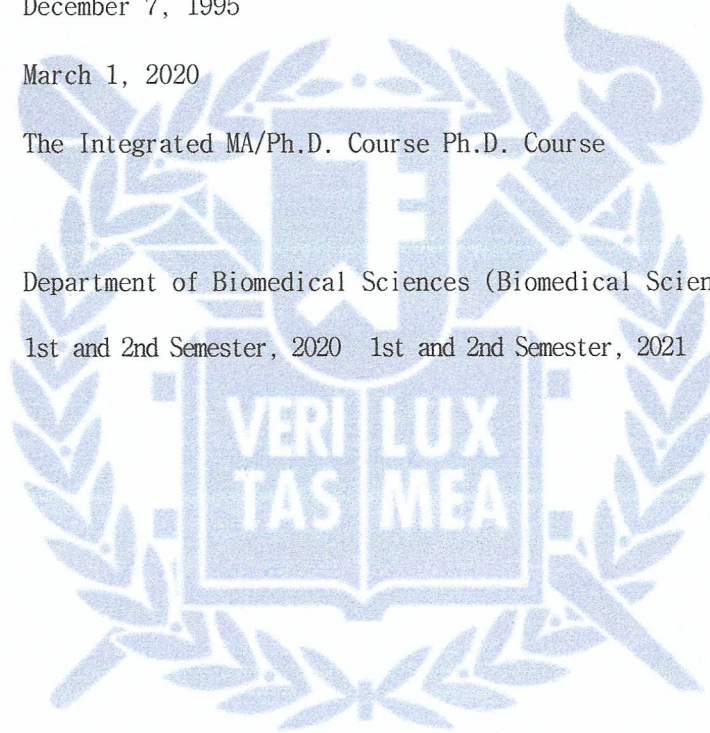 December 7, 1995
March 1, 2020
The Integrated MA/Ph.D. Course Ph.D. Course
Department of Biomedical Sciences (Biomedical Scien
1st and 2nd Semester, 2020 1st and 2nd Semester, 2021
VERI LUX
TAS MEA